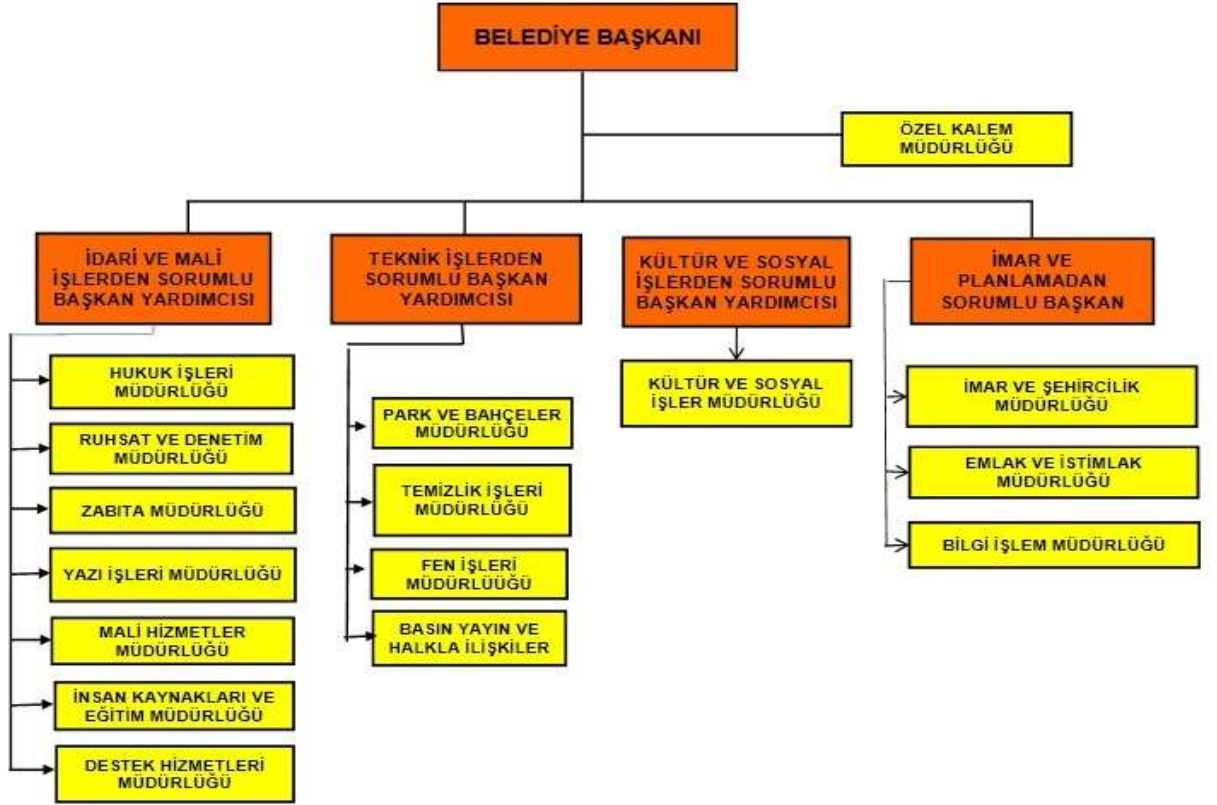 BELEDİYE BAŞKANI
ÖZEL KALEM
MÜDÜRLÜĞÜ
İDARİ VE MALİ
İŞLERDEN SORUMLU
BAŞKAN YARDIMCISI
HUKUK İŞLERİ
MÜDÜRLÜĞÜ
RUHSAT VE DENETİM
MÜDÜRLÜĞÜ
ZABITA MÜDÜRLÜĞÜ
YAZI İŞLERİ MÜDÜRLÜĞÜ
MALİ HİZMETLER
MÜDÜRLÜĞÜ
İNSAN KAYNAKLARI VE
EĞİTİM MÜDÜRLÜĞÜ
DESTEK HİZMETLERİ
MÜDÜRLÜĞÜ
TEKNİK İŞLERDEN
SORUMLU BAŞKAN
YARDIMCISI
PARK VE BAHÇELER
MÜDÜRLÜĞÜ
TEMİZLİK İŞLERİ
MÜDÜRLÜĞÜ
FEN İŞLERİ
MÜDÜRLÜÜĞÜ
BASIN YAYIN VE
HALKLA İLİŞKİLER
KÜLTÜR VE SOSYAL
İŞLERDEN SORUMLU
BAŞKAN YARDIMCISI
KÜLTÜR VE SOSYAL
İŞLER MÜDÜRLÜĞÜ
İMAR VE
PLANLAMADAN
SORUMLU BAŞKAN
İMAR VE ŞEHİRCİLİK
MÜDÜRLÜĞÜ
EMLAK VE İSTİMLAK
MÜDÜRLÜĞÜ
BİLGİ İŞLEM MÜDÜRLÜĞÜ